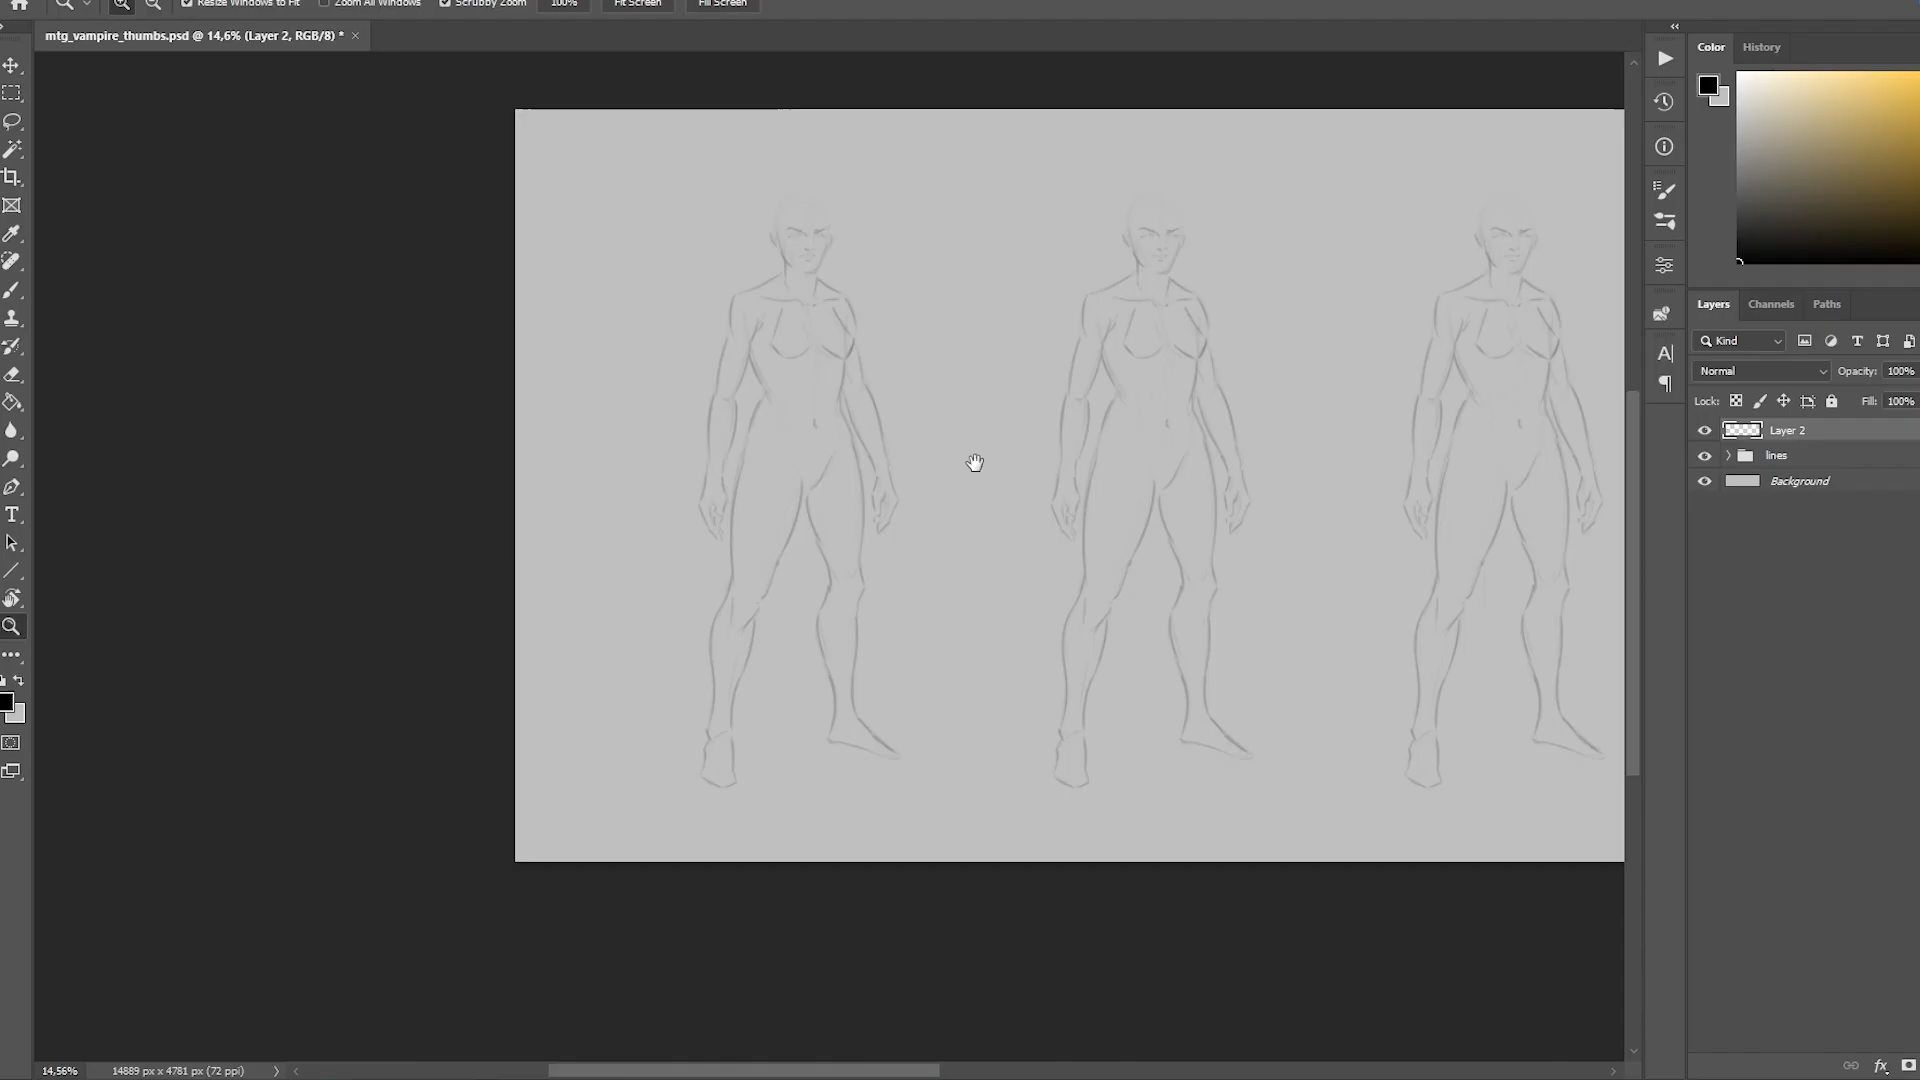 Resize Windows to Fit Zoom All Windows Scrubby Zoom 100% Fit Screen Fill Screen
mtg_vampire_thumbs.psd @ 14,6% (Layer 2, RGB/8) * ×
Color History
Layers Channels Paths
Kind
Normal Opacity: 100%
Lock: Fill: 100%
Layer 2
lines
Background
14,56% 14889 px x 4781 px (72 ppi)
fx